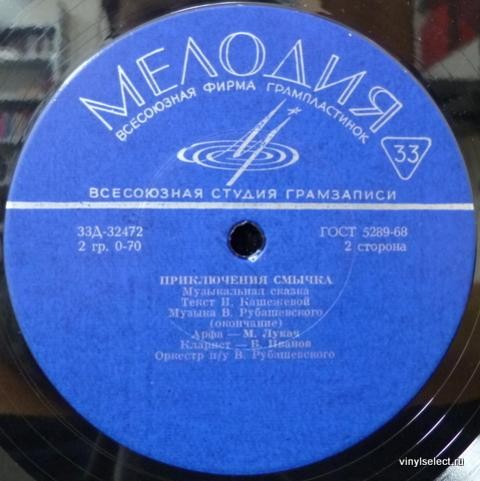 МЕЛОДИЯ
ВСЕСОЮЗНАЯ ФИРМА ГРАМПЛАСТИНОК
33
ВСЕСОЮЗНАЯ СТУДИЯ ГРАМЗАПИСИ
33Д-32472
2 гр. 0-70
ГОСТ 5289-68
2 сторона
ПРИКЛЮЧЕНИЯ СМЫЧКА
Музыкальная сказка
Текст И. Кашежевой
Музыка В. Рубашевского
(окончание)
Арфа — М. Лукач
Кларнет — Б. Иванов
Оркестр п/у В. Рубашевского
vinylselect.ru